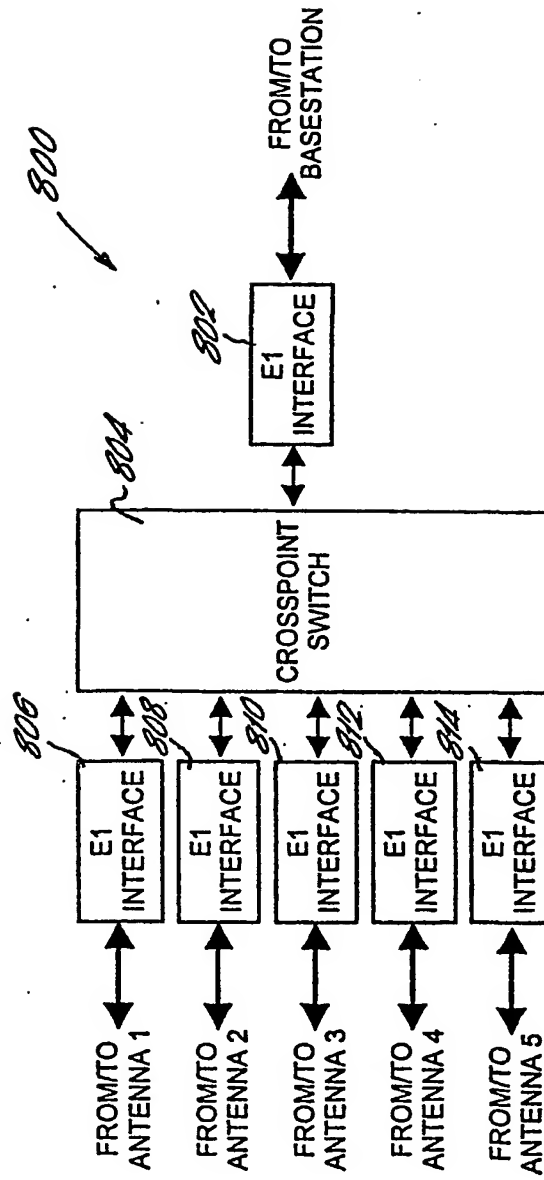 800
FROM/TO
ANTENNA 1
806
E1
INTERFACE
804
CROSSPOINT
SWITCH
802
E1
INTERFACE
FROM/TO
BASESTATION
FROM/TO
ANTENNA 2
808
E1
INTERFACE
FROM/TO
ANTENNA 3
810
E1
INTERFACE
FROM/TO
ANTENNA 4
812
E1
INTERFACE
FROM/TO
ANTENNA 5
814
E1
INTERFACE